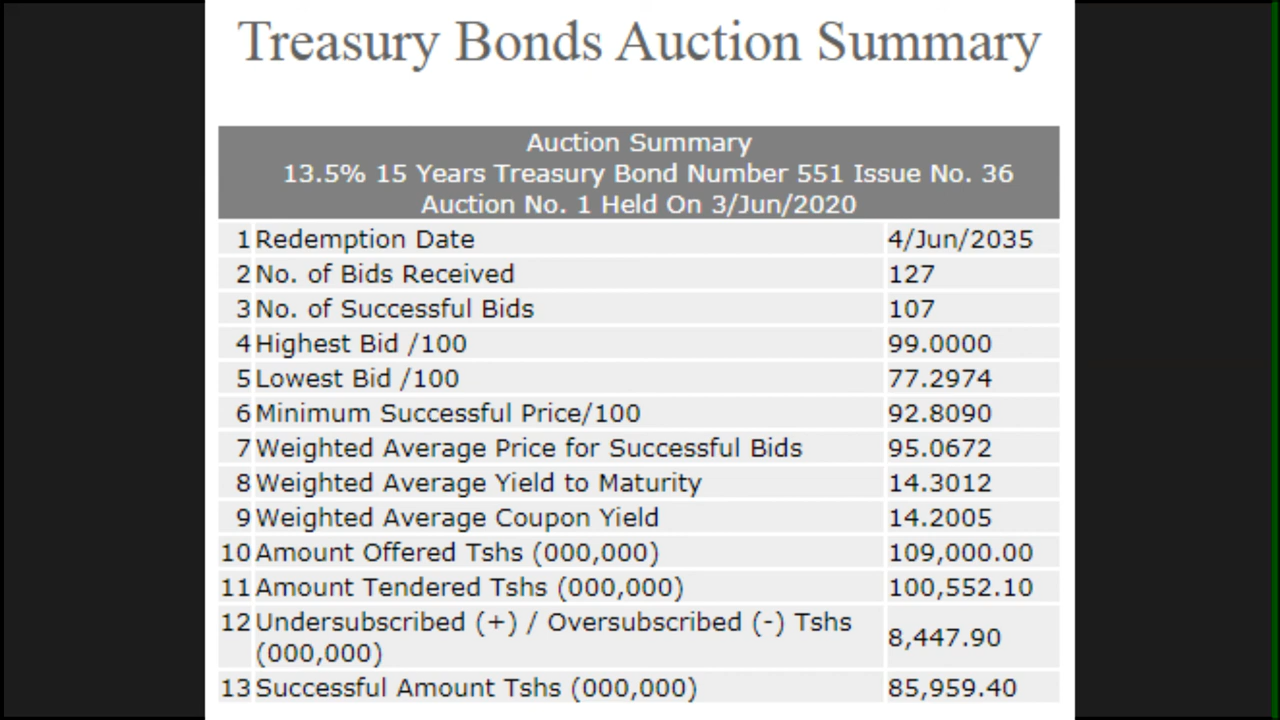 Treasury Bonds Auction Summary
Auction Summary
13.5% 15 Years Treasury Bond Number 551 Issue No. 36
Auction No. 1 Held On 3/Jun/2020
1 Redemption Date 4/Jun/2035
2 No. of Bids Received 127
3 No. of Successful Bids 107
4 Highest Bid /100 99.0000
5 Lowest Bid /100 77.2974
6 Minimum Successful Price/100 92.8090
7 Weighted Average Price for Successful Bids 95.0672
8 Weighted Average Yield to Maturity 14.3012
9 Weighted Average Coupon Yield 14.2005
10 Amount Offered Tshs (000,000) 109,000.00
11 Amount Tendered Tshs (000,000) 100,552.10
12 Undersubscribed (+) / Oversubscribed (-) Tshs
(000,000) 8,447.90
13 Successful Amount Tshs (000,000) 85,959.40